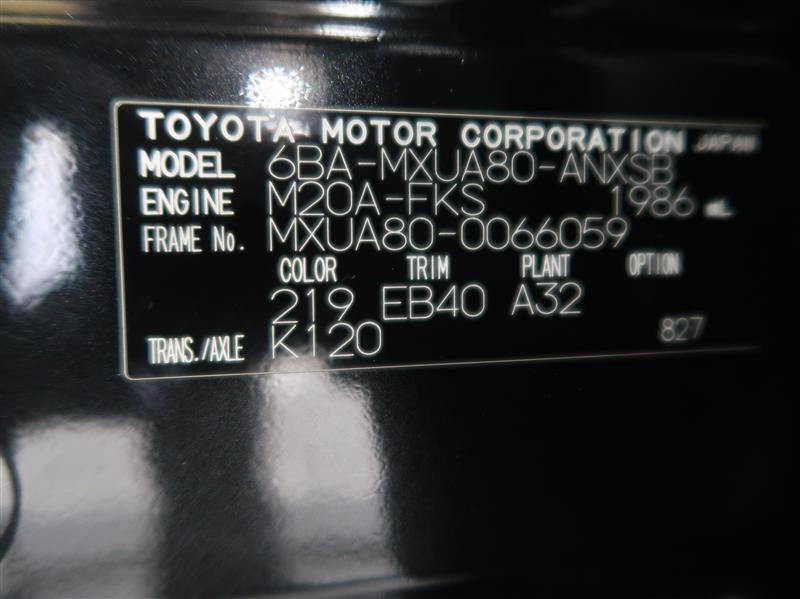 TOYOTA MOTOR CORPORATION JAPAN
MODEL 6BA-MXUA80-ANXSB
ENGINE M20A-FKS 1986 mL
FRAME No. MXUA80-0066059
COLOR TRIM PLANT OPTION
219 EB40 A32
TRANS./AXLE K120 827